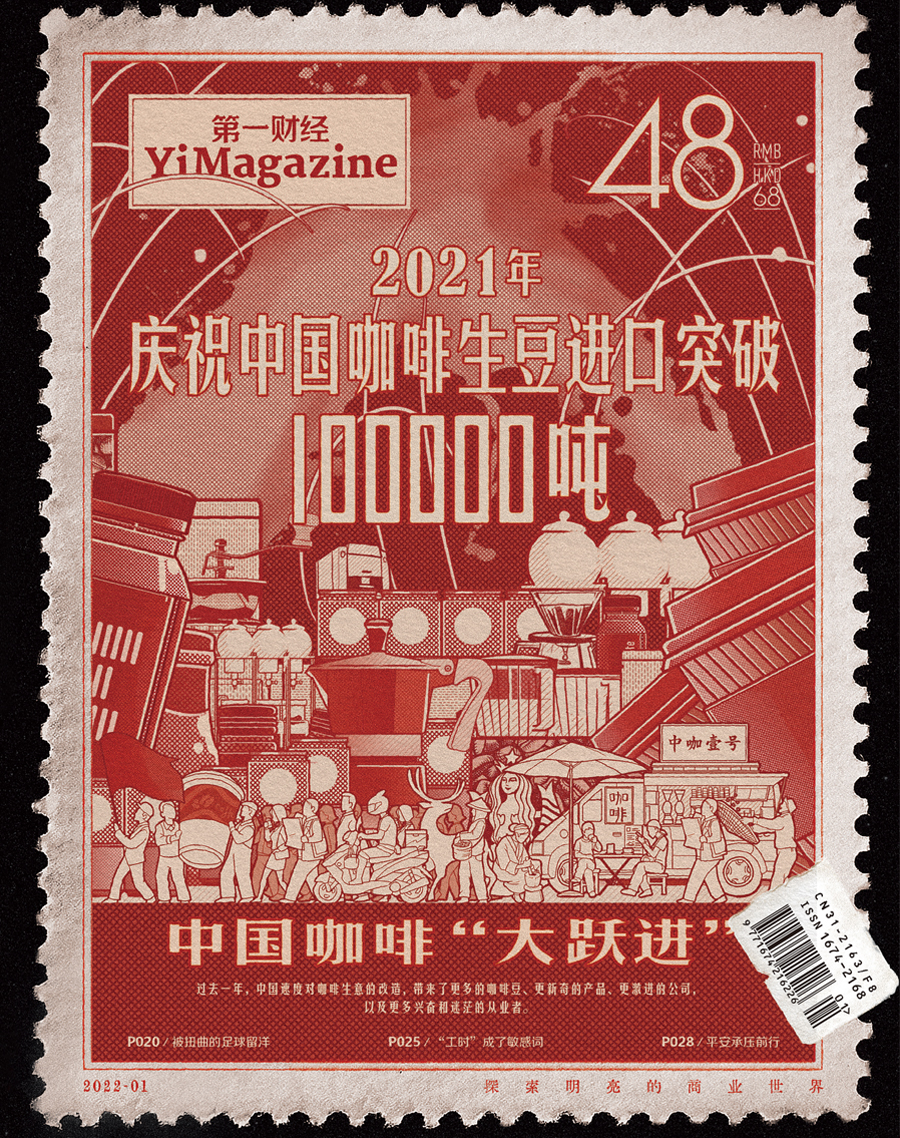 第一财经
YiMagazine
48
RMB
HKD
68
2021年
庆祝中国咖啡生豆进口突破
100000吨
中咖壹号
咖
啡
中国咖啡“大跃进”
过去一年，中国速度对咖啡生意的改造，带来了更多的咖啡豆、更新奇的产品、更激进的公司，
以及更多兴奋和迷茫的从业者。
P020 / 被扭曲的足球留洋
P025 / “工时”成了敏感词
P028 / 平安承压前行
CN31-2163/F8
ISSN 1674-2168
9771674216226
01>
2022-01
探索明亮的商业世界